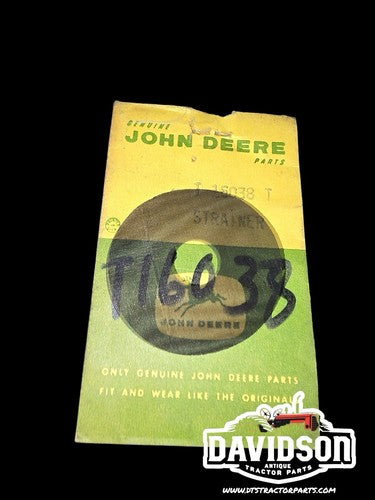 GENUINE
JOHN DEERE
PARTS
T 16038 T
STRAINER
T16038
JOHN DEERE
ONLY GENUINE JOHN DEERE PARTS
FIT AND WEAR LIKE THE ORIGINAL
DAVIDSON
ANTIQUE
TRACTOR PARTS
WWW.DTSTRACTORPARTS.COM